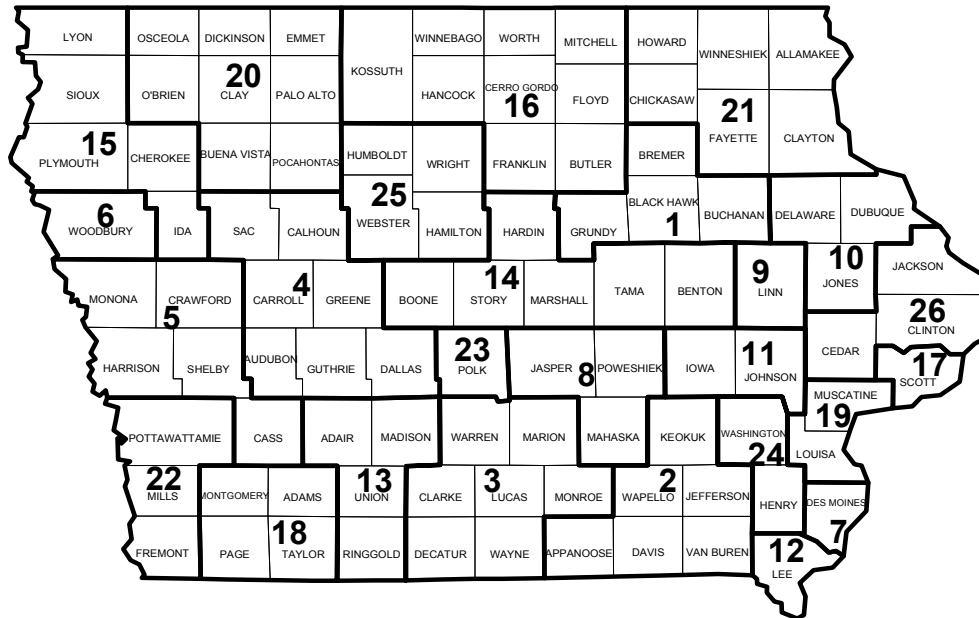 LYON OSCEOLA DICKINSON EMMET WINNEBAGO WORTH MITCHELL HOWARD WINNESHIEK ALLAMAKEE
KOSSUTH
20
SIOUX O'BRIEN CLAY PALO ALTO HANCOCK CERRO GORDO FLOYD CHICKASAW
16 21
FAYETTE CLAYTON
15
PLYMOUTH CHEROKEE BUENA VISTA POCAHONTAS HUMBOLDT WRIGHT FRANKLIN BUTLER BREMER
25
6 BLACK HAWK BUCHANAN DELAWARE DUBUQUE
WOODBURY IDA SAC CALHOUN WEBSTER HAMILTON HARDIN GRUNDY 1
14 9 10 JACKSON
4
MONONA CRAWFORD CARROLL GREENE BOONE STORY MARSHALL TAMA BENTON LINN JONES
5 26
CLINTON
23 11 CEDAR 17
HARRISON SHELBY AUDUBON GUTHRIE DALLAS POLK JASPER 8 POWESHIEK IOWA JOHNSON SCOTT
MUSCATINE
19
POTTAWATTAMIE CASS ADAIR MADISON WARREN MARION MAHASKA KEOKUK WASHINGTON
24 LOUISA
22 13 3 2
MILLS MONTGOMERY ADAMS UNION CLARKE LUCAS MONROE WAPELLO JEFFERSON HENRY DES MOINES
18 7
FREMONT PAGE TAYLOR RINGGOLD DECATUR WAYNE APPANOOSE DAVIS VAN BUREN 12
LEE